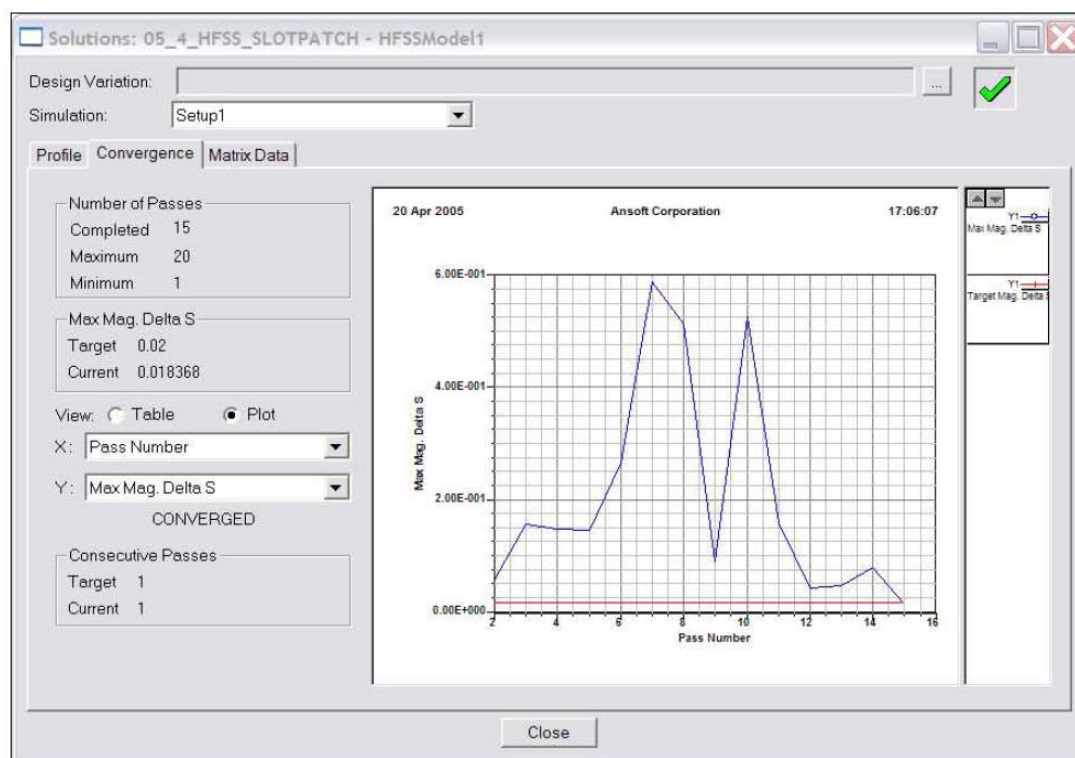 Solutions: 05_4_HFSS_SLOTPATCH - HFSSModel1
Design Variation:
...
Simulation: Setup1
Profile Convergence Matrix Data
Number of Passes
Completed 15
Maximum 20
Minimum 1
Max Mag. Delta S
Target 0.02
Current 0.018368
View: Table Plot
X: Pass Number
Y: Max Mag. Delta S
CONVERGED
Consecutive Passes
Target 1
Current 1
20 Apr 2005 Ansoft Corporation 17:06:07
6.00E-001
4.00E-001
2.00E-001
0.00E+000
Max Mag. Delta S
2 4 6 8 10 12 14 16
Pass Number
Y1
Max Mag. Delta S
Y1
Target Mag. Delta
Close